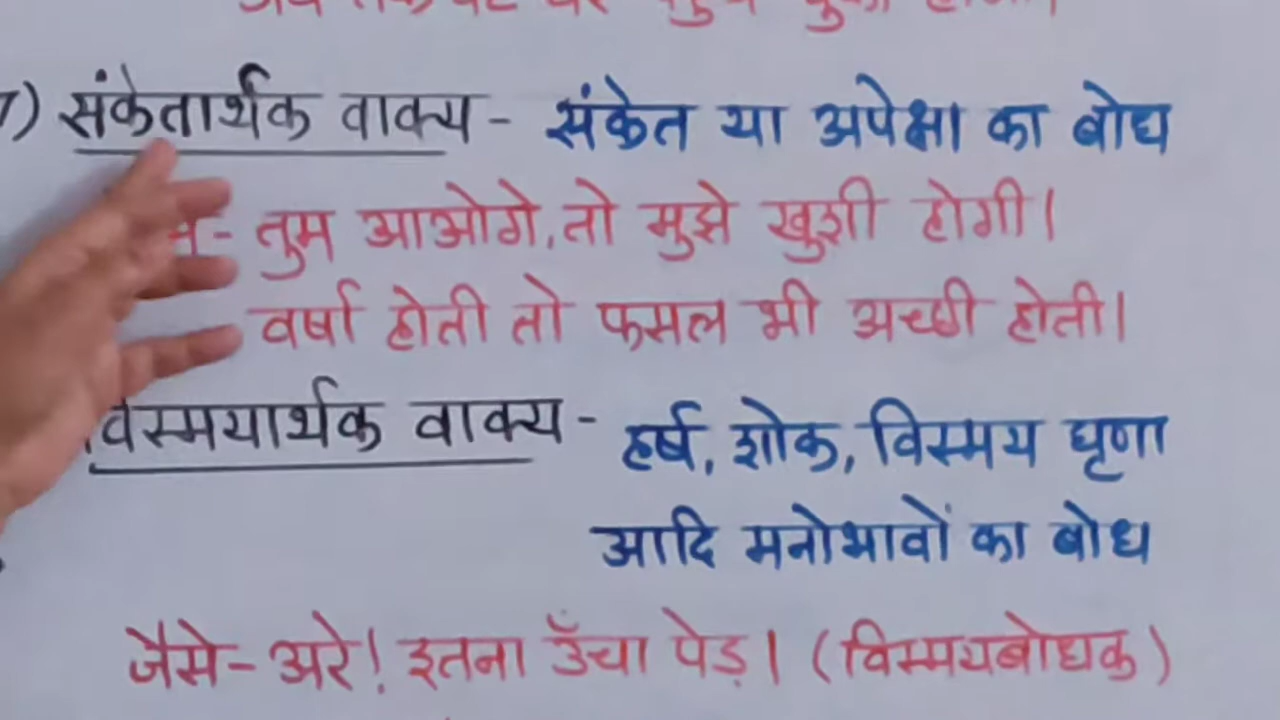 7) संकेतार्थक वाक्य - संकेत या अपेक्षा का बोध
- तुम आओगे, तो मुझे खुशी होगी।
वर्षा होती तो फसल भी अच्छी होती।
विस्मयार्थक वाक्य - हर्ष, शोक, विस्मय घृणा
आदि मनोभावों का बोध
जैसे - अरे! इतना उँचा पेड़। (विस्मयबोधक)